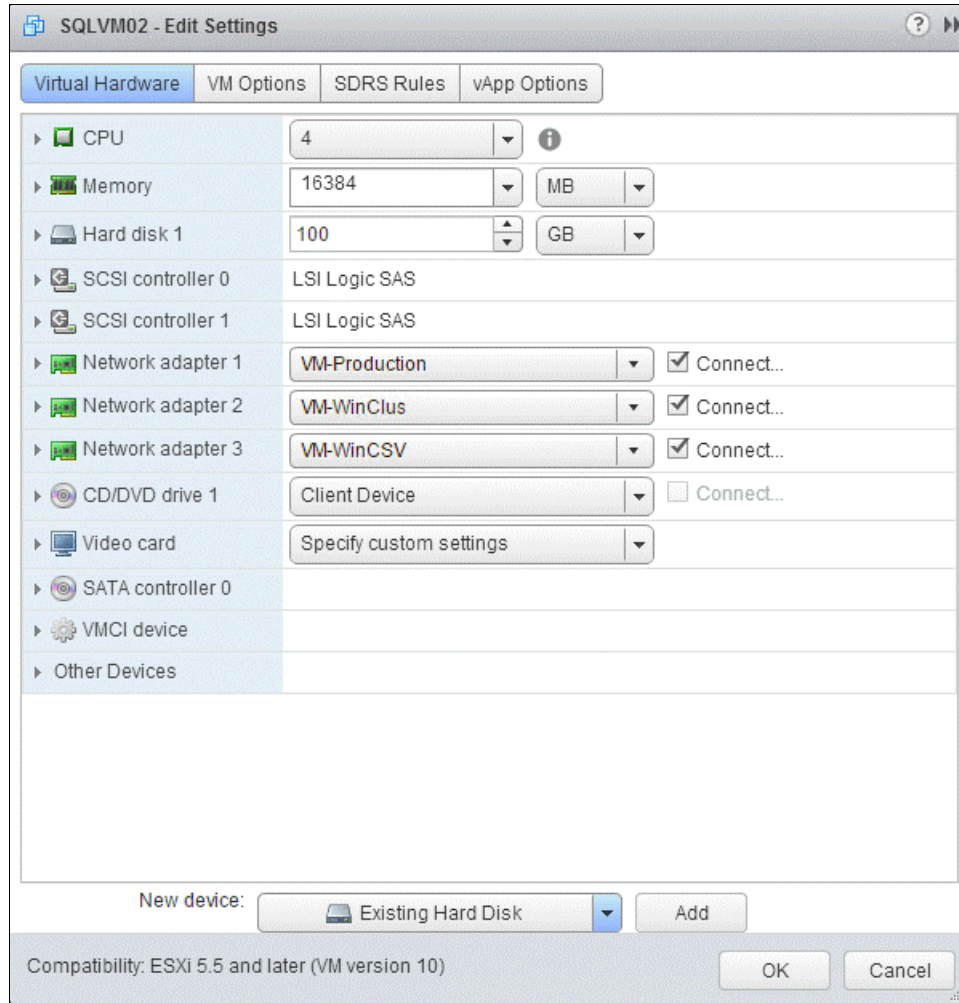 SQLVM02 - Edit Settings
Virtual Hardware VM Options SDRS Rules vApp Options
CPU 4
Memory 16384 MB
Hard disk 1 100 GB
SCSI controller 0 LSI Logic SAS
SCSI controller 1 LSI Logic SAS
Network adapter 1 VM-Production Connect...
Network adapter 2 VM-WinClus Connect...
Network adapter 3 VM-WinCSV Connect...
CD/DVD drive 1 Client Device Connect...
Video card Specify custom settings
SATA controller 0
VMCI device
Other Devices
New device: Existing Hard Disk Add
Compatibility: ESXi 5.5 and later (VM version 10) OK Cancel